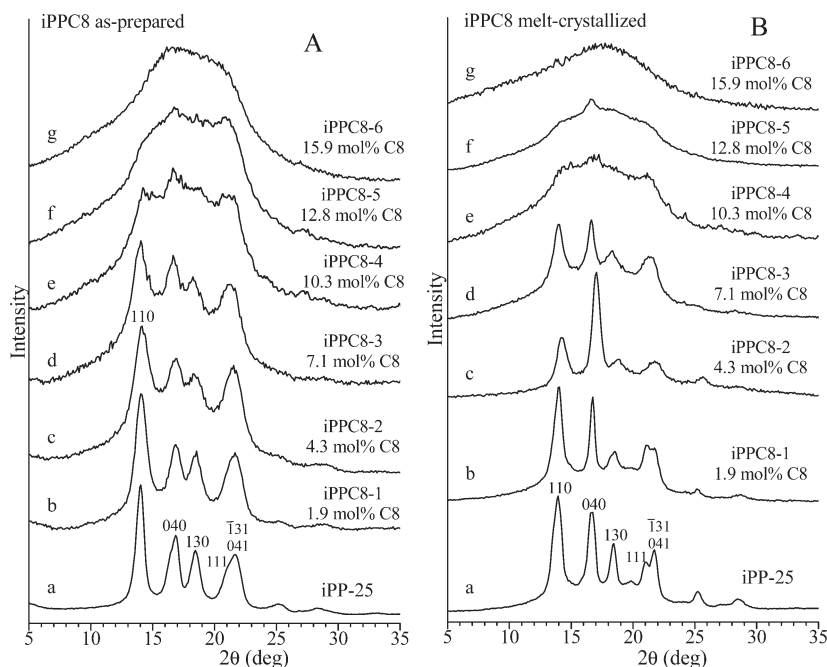 iPPC8 as-prepared
A
g
iPPC8-6
15.9 mol% C8
f
iPPC8-5
12.8 mol% C8
e
iPPC8-4
10.3 mol% C8
110
d
iPPC8-3
7.1 mol% C8
c
iPPC8-2
4.3 mol% C8
b
iPPC8-1
1.9 mol% C8
040
130
111
1̅31
041
a
iPP-25
Intensity
5 10 15 20 25 30 35
2θ (deg)
iPPC8 melt-crystallized
B
g
iPPC8-6
15.9 mol% C8
f
iPPC8-5
12.8 mol% C8
e
iPPC8-4
10.3 mol% C8
d
iPPC8-3
7.1 mol% C8
c
iPPC8-2
4.3 mol% C8
b
iPPC8-1
1.9 mol% C8
110
040
130
111
1̅31
041
a
iPP-25
Intensity
5 10 15 20 25 30 35
2θ (deg)